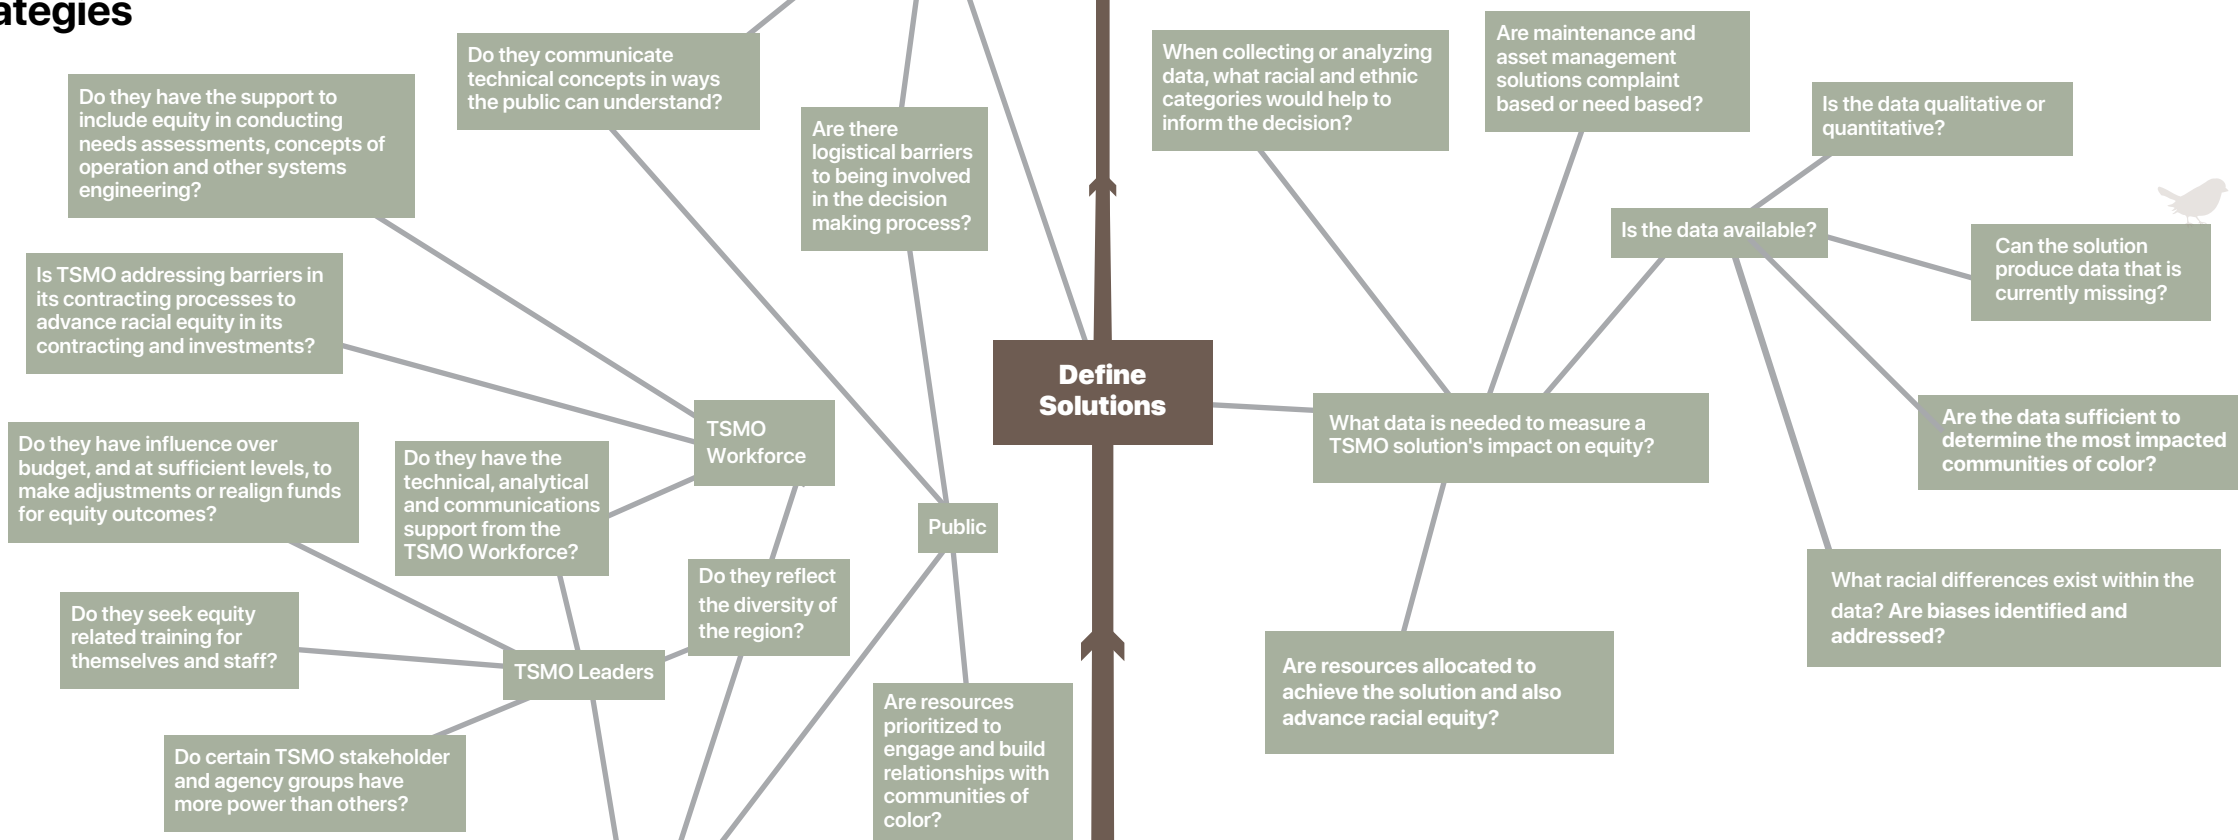 ategies
Do they communicate
technical concepts in ways
the public can understand?
Do they have the support to
include equity in conducting
needs assessments, concepts of
operation and other systems
engineering?
Are there
logistical barriers
to being involved
in the decision
making process?
Is TSMO addressing barriers in
its contracting processes to
advance racial equity in its
contracting and investments?
TSMO
Workforce
Do they have influence over
budget, and at sufficient levels, to
make adjustments or realign funds
for equity outcomes?
Do they have the
technical, analytical
and communications
support from the
TSMO Workforce?
Public
Do they reflect
the diversity of
the region?
Do they seek equity
related training for
themselves and staff?
TSMO Leaders
Do certain TSMO stakeholder
and agency groups have
more power than others?
Are resources
prioritized to
engage and build
relationships with
communities of
color?
Define
Solutions
When collecting or analyzing
data, what racial and ethnic
categories would help to
inform the decision?
Are maintenance and
asset management
solutions complaint
based or need based?
Is the data qualitative or
quantitative?
Is the data available?
Can the solution
produce data that is
currently missing?
What data is needed to measure a
TSMO solution's impact on equity?
Are the data sufficient to
determine the most impacted
communities of color?
What racial differences exist within the
data? Are biases identified and
addressed?
Are resources allocated to
achieve the solution and also
advance racial equity?